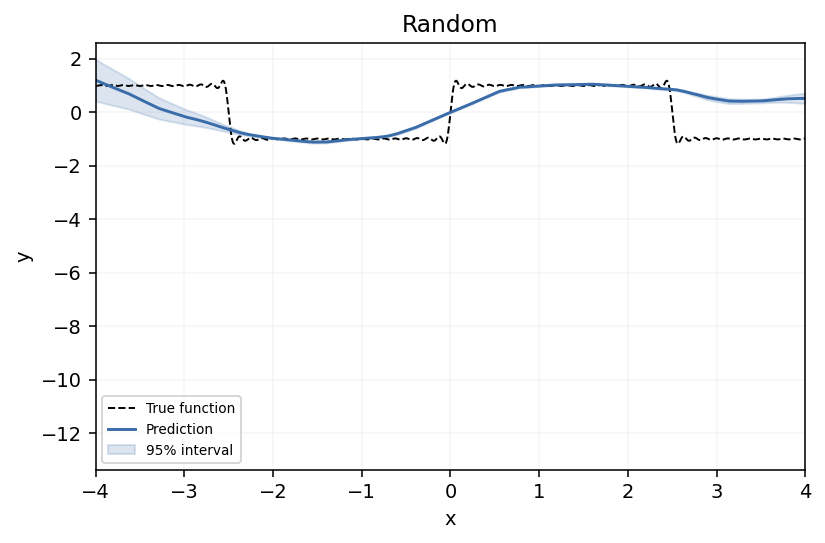 Random
y
2
0
−2
−4
−6
−8
−10
−12
True function
Prediction
95% interval
−4 −3 −2 −1 0 1 2 3 4
x